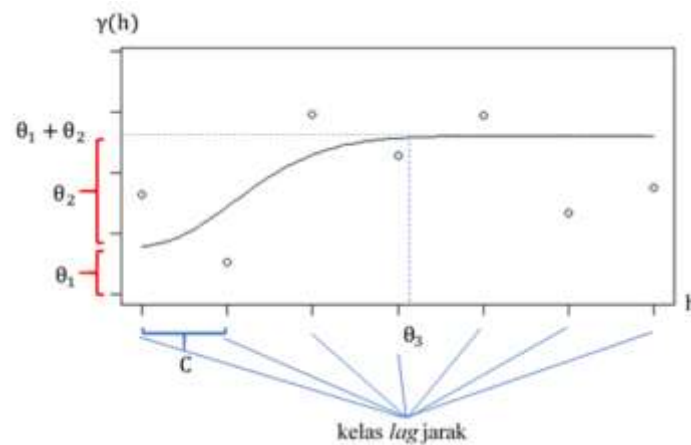 γ(h)
θ₁ + θ₂
θ₂
θ₁
h
θ₃
C
kelas lag jarak